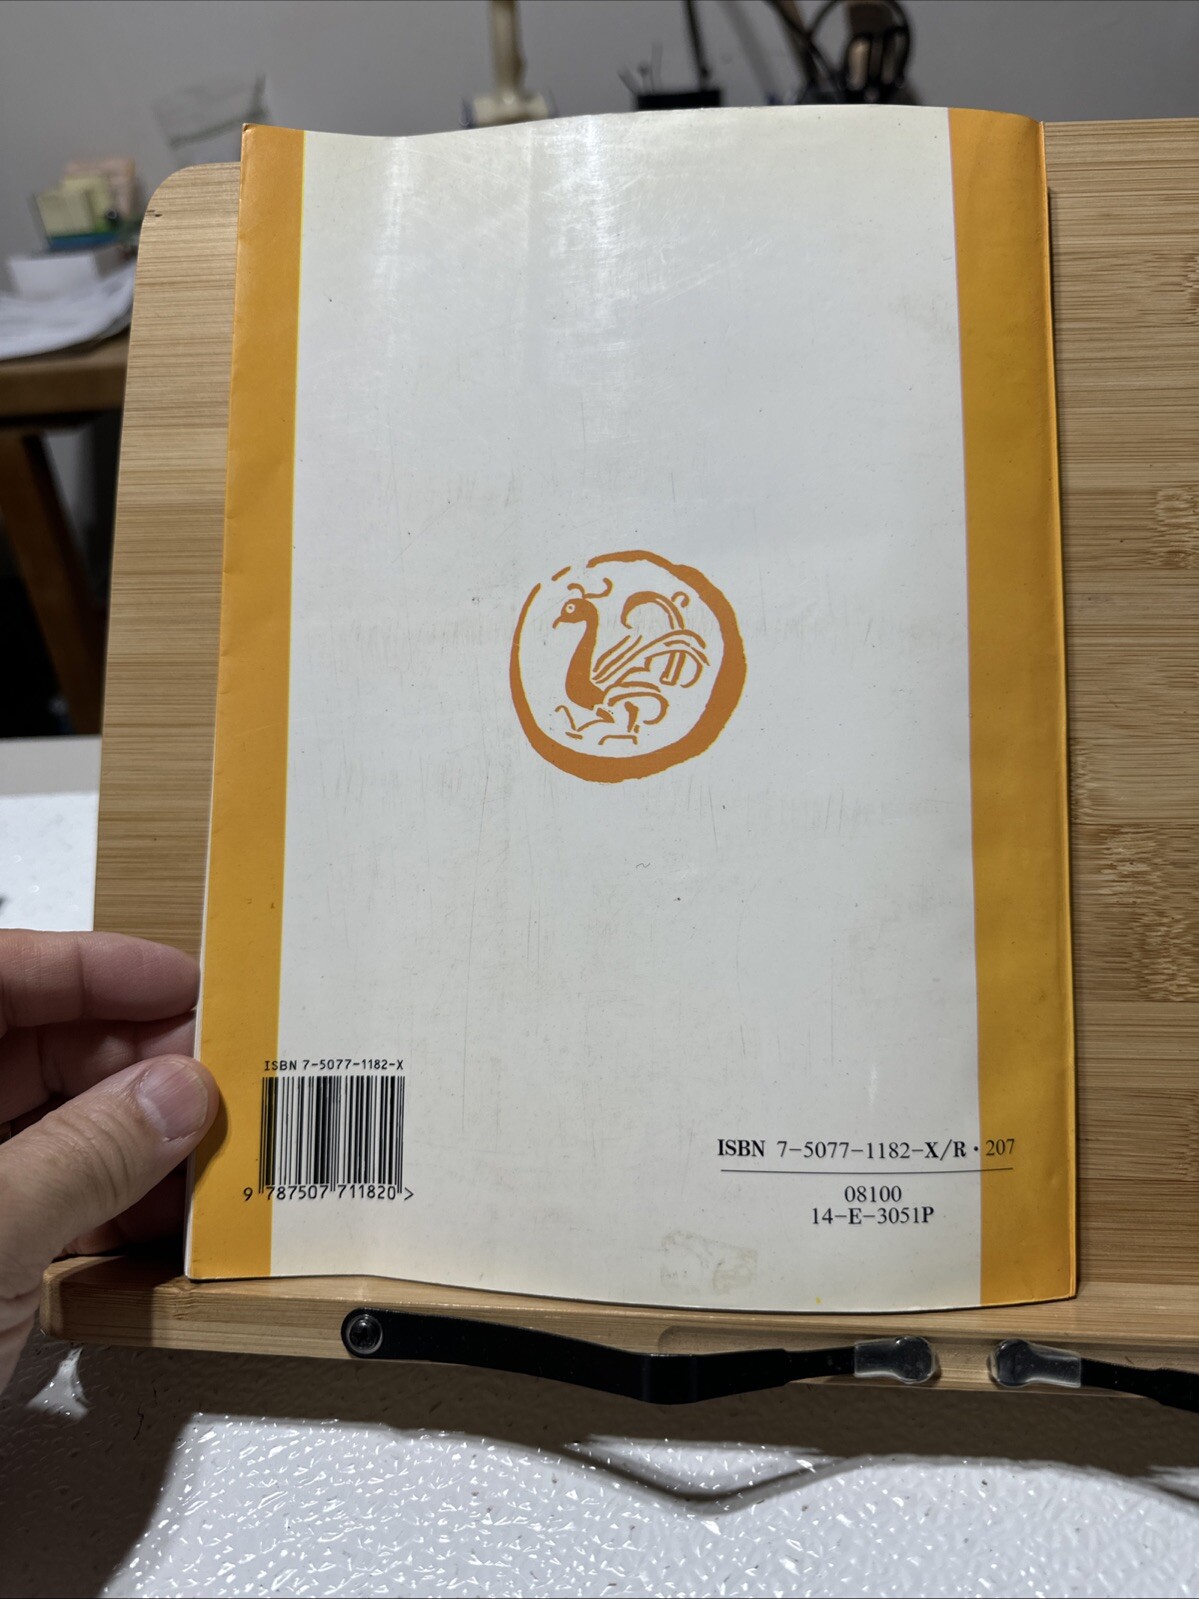 ISBN 7-5077-1182-X
9 787507 711820 >
ISBN 7-5077-1182-X/R·207
08100
14-E-3051P